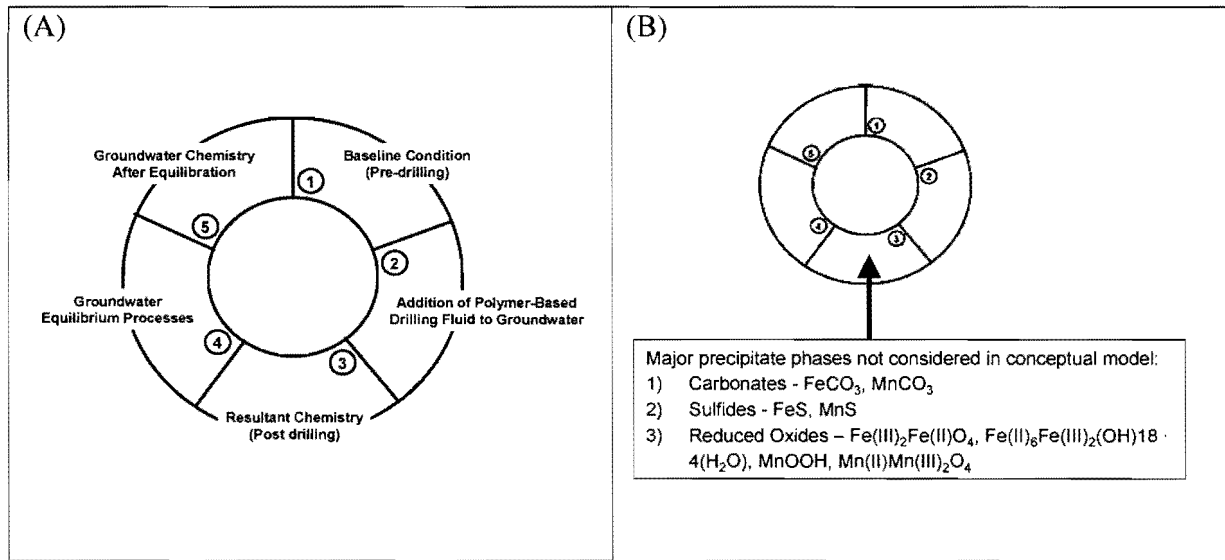 (A)
Groundwater Chemistry
After Equilibration
Baseline Condition
(Pre-drilling)
1
5
2
Groundwater
Equilibrium Processes
Addition of Polymer-Based
Drilling Fluid to Groundwater
4
3
Resultant Chemistry
(Post drilling)
(B)
1
5
2
4
3
Major precipitate phases not considered in conceptual model:
1) Carbonates - FeCO₃, MnCO₃
2) Sulfides - FeS, MnS
3) Reduced Oxides – Fe(III)₂Fe(II)O₄, Fe(II)₆Fe(III)₂(OH)18 ·
4(H₂O), MnOOH, Mn(II)Mn(III)₂O₄